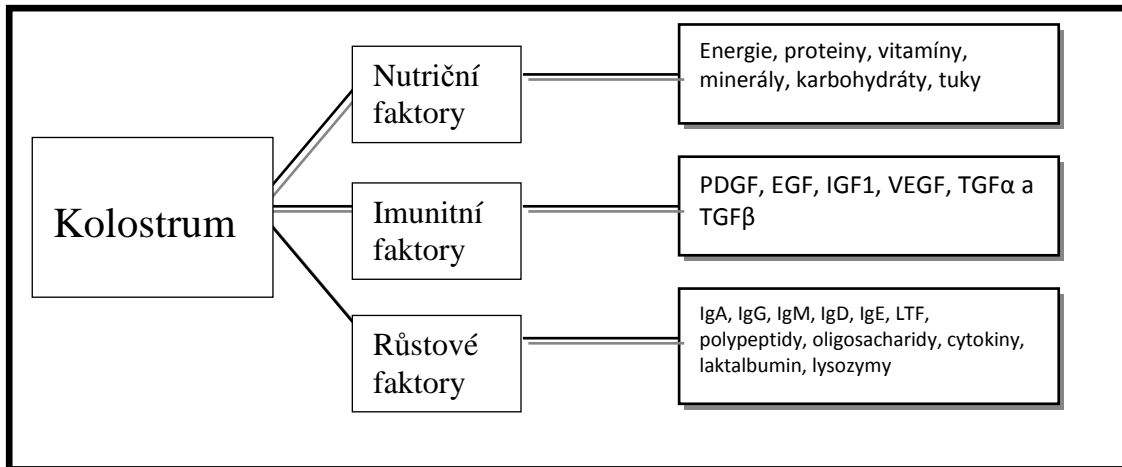 Kolostrum
Nutriční
faktory
Energie, proteiny, vitamíny,
minerály, karbohydráty, tuky
Imunitní
faktory
PDGF, EGF, IGF1, VEGF, TGFα a
TGFβ
Růstové
faktory
IgA, IgG, IgM, IgD, IgE, LTF,
polypeptidy, oligosacharidy, cytokiny,
laktalbumin, lysozymy